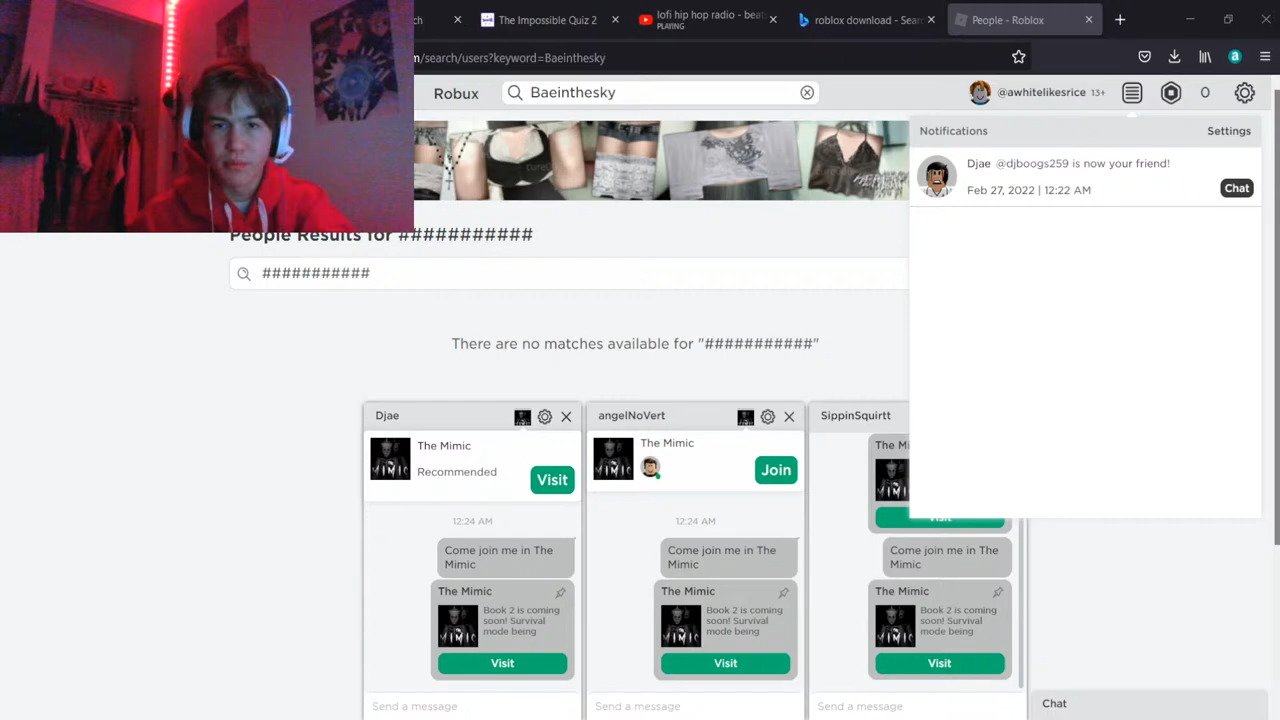 ch
The Impossible Quiz 2
lofi hip hop radio - bea
PLAYING
roblox download - Sear
People - Roblox
m/search/users?keyword=Baeinthesky
Robux
Baeinthesky
@awhitelikesrice 13+
0
Notifications
Settings
Djae @djboogs259 is now your friend!
Feb 27, 2022 | 12:22 AM
Chat
People Results for ###########
###########
There are no matches available for "###########"
Djae
The Mimic
Recommended
Visit
12:24 AM
Come join me in The
Mimic
The Mimic
Book 2 is coming
soon! Survival
mode being
Visit
Send a message
angelNoVert
The Mimic
Join
12:24 AM
Come join me in The
Mimic
The Mimic
Book 2 is coming
soon! Survival
mode being
Visit
Send a message
SippinSquirtt
The Mi
Visit
Come join me in The
Mimic
The Mimic
Book 2 is coming
soon! Survival
mode being
Visit
Send a message
Chat